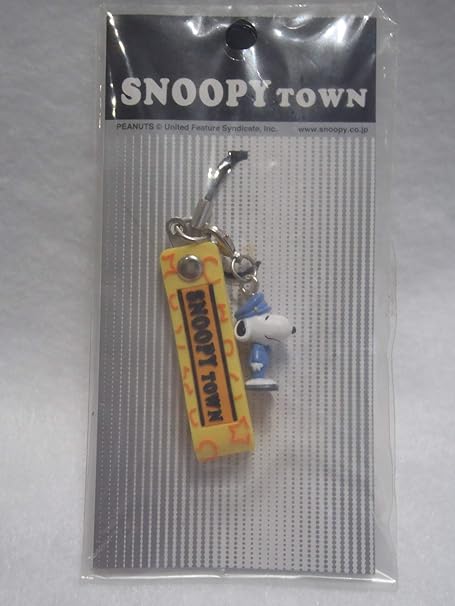 SNOOPY TOWN
PEANUTS © United Feature Syndicate, Inc.
www.snoopy.co.jp
SNOOPY TOWN